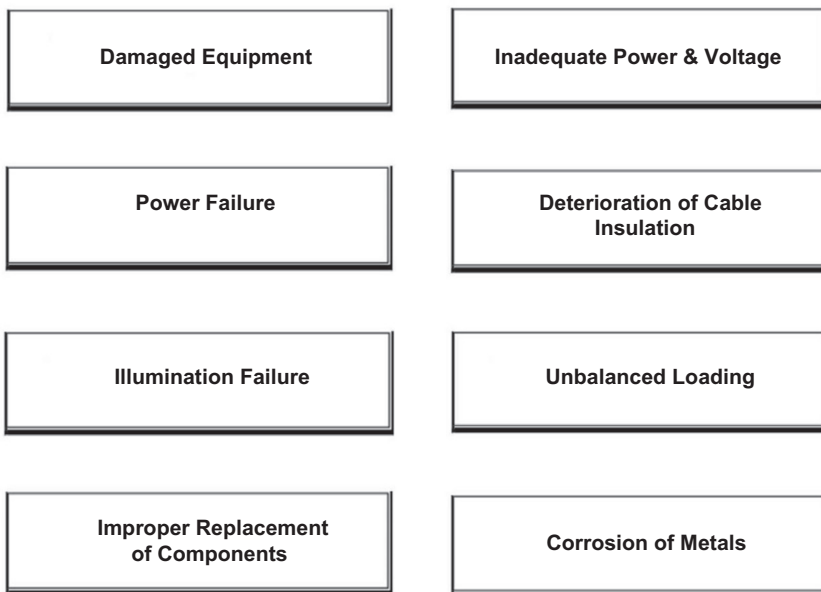 Damaged Equipment
Inadequate Power & Voltage
Power Failure
Deterioration of Cable
Insulation
Illumination Failure
Unbalanced Loading
Improper Replacement
of Components
Corrosion of Metals